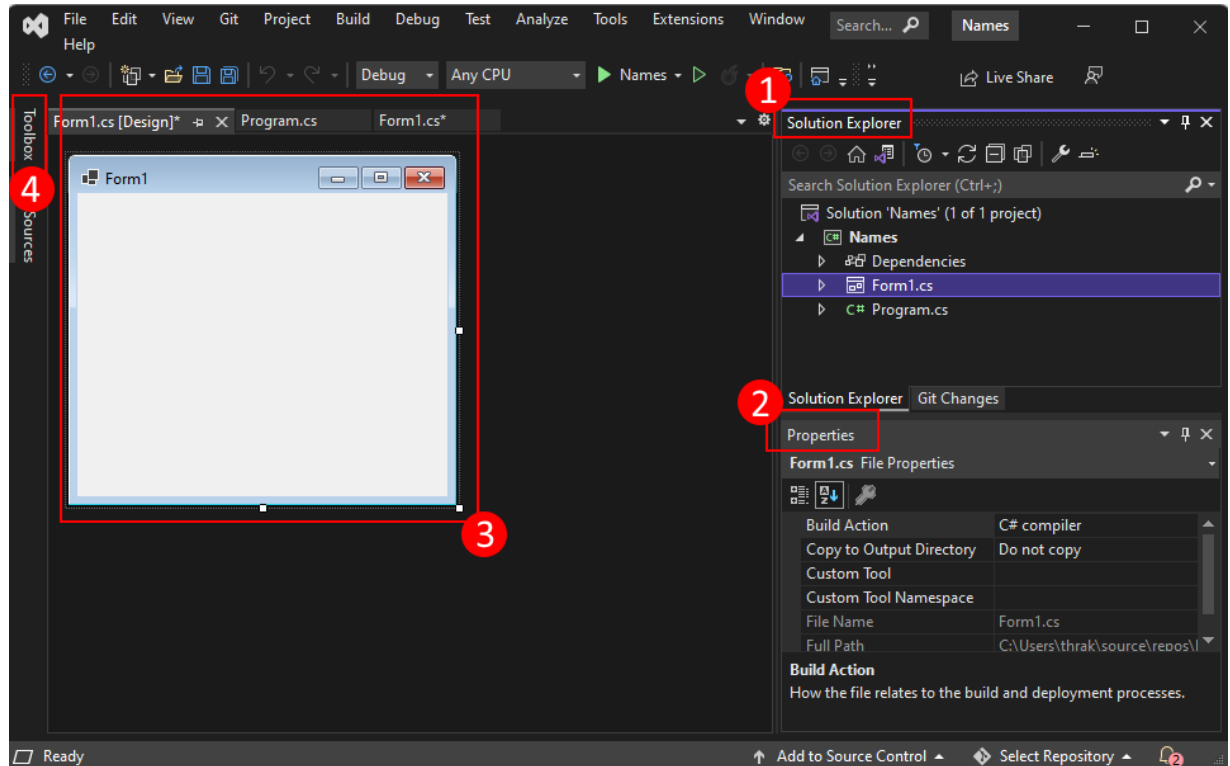 File Edit View Git Project Build Debug Test Analyze Tools Extensions Window Search... Names
Help
Debug Any CPU Names Live Share
1
Toolbox
4
Sources
Form1.cs [Design]* Program.cs Form1.cs*
Form1
3
Solution Explorer
Search Solution Explorer (Ctrl+;)
Solution 'Names' (1 of 1 project)
C# Names
Dependencies
Form1.cs
C# Program.cs
Solution Explorer Git Changes
2
Properties
Form1.cs File Properties
Build Action C# compiler
Copy to Output Directory Do not copy
Custom Tool
Custom Tool Namespace
File Name Form1.cs
Full Path C:\Users\thrak\source\repos\
Build Action
How the file relates to the build and deployment processes.
Ready Add to Source Control Select Repository 2